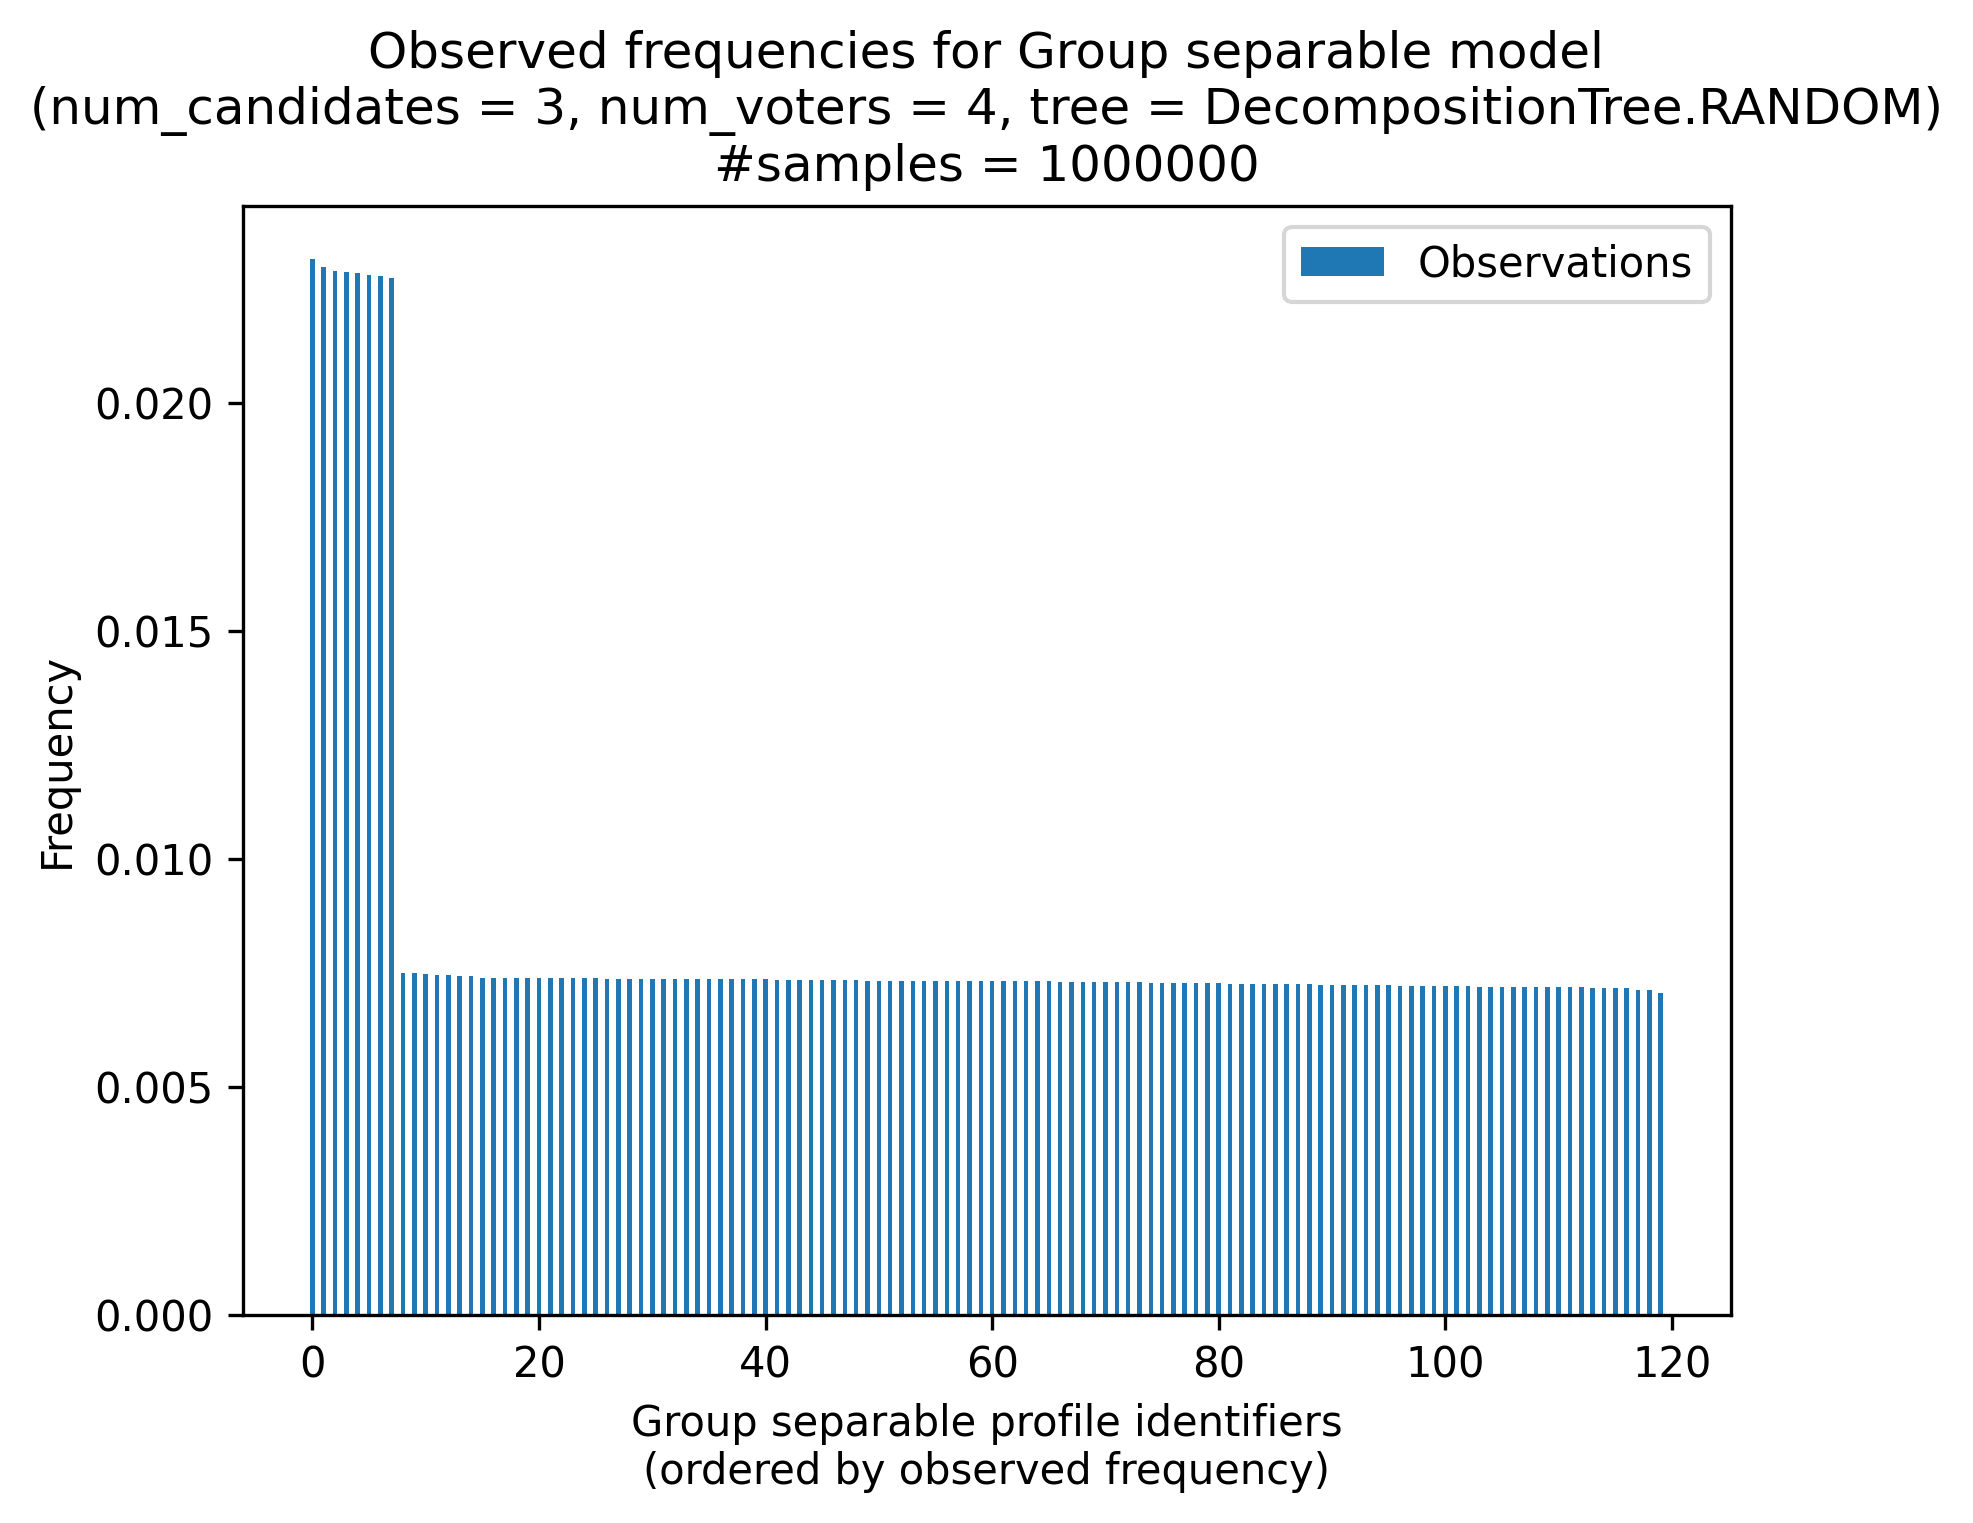 Observed frequencies for Group separable model
(num_candidates = 3, num_voters = 4, tree = DecompositionTree.RANDOM)
#samples = 1000000
Observations
0.020
0.015
0.010
0.005
0.000
Frequency
0 20 40 60 80 100 120
Group separable profile identifiers
(ordered by observed frequency)